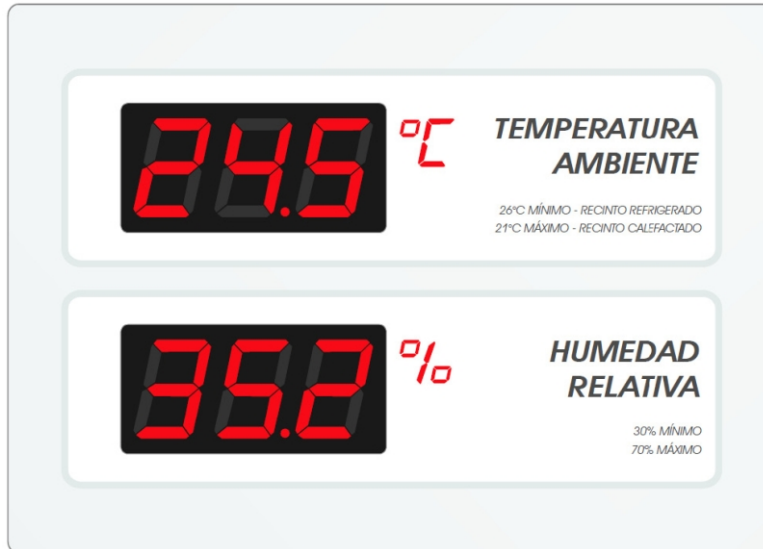 24.5 °C
TEMPERATURA
AMBIENTE
26°C MÍNIMO - RECINTO REFRIGERADO
21°C MÁXIMO - RECINTO CALEFACTADO
35.2 %
HUMEDAD
RELATIVA
30% MÍNIMO
70% MÁXIMO